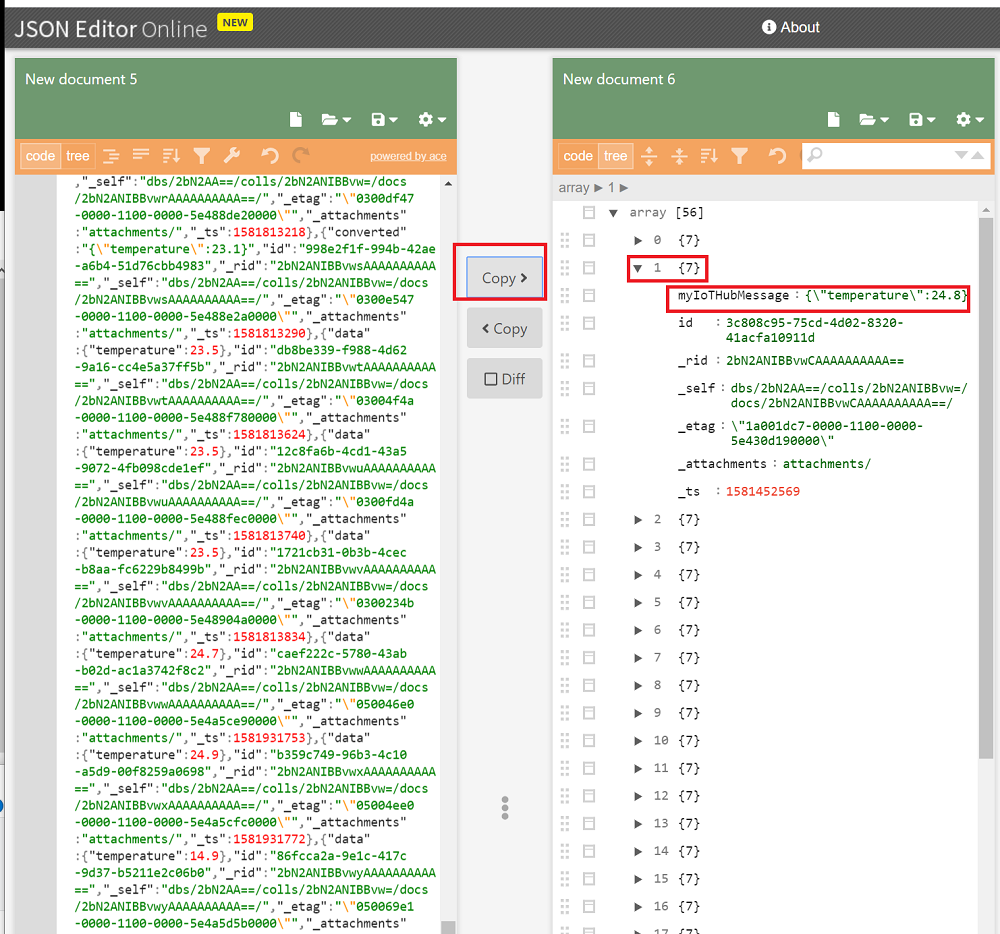 JSON Editor Online NEW
About
New document 5
code tree
powered by ace
,"_self":"dbs/2bN2AA==/colls/2bN2ANIBBvw=/docs
/2bN2ANIBBvwrAAAAAAAAAA==/","_etag":"\"0300df47
-0000-1100-0000-5e488de20000\"","_attachments"
:"attachments/","_ts":1581813218},{"converted"
:"{\"temperature\":23.1}","id":"998e2f1f-994b-42ae
-a6b4-51d76cbb4983","_rid":"2bN2ANIBBvwsAAAAAAAAAA
==","_self":"dbs/2bN2AA==/colls/2bN2ANIBBvw=/docs
/2bN2ANIBBvwsAAAAAAAAAA==/","_etag":"\"0300e547
-0000-1100-0000-5e488e2a0000\"","_attachments"
:"attachments/","_ts":1581813290},{"data"
:{"temperature":23.5},"id":"db8be339-f988-4d62
-9a16-cc4e5a37ff5b","_rid":"2bN2ANIBBvwtAAAAAAAAAA
==","_self":"dbs/2bN2AA==/colls/2bN2ANIBBvw=/docs
/2bN2ANIBBvwtAAAAAAAAAA==/","_etag":"\"03004f4a
-0000-1100-0000-5e488f780000\"","_attachments"
:"attachments/","_ts":1581813624},{"data"
:{"temperature":23.5},"id":"12c8fa6b-4cd1-43a5
-9072-4fb098cde1ef","_rid":"2bN2ANIBBvwuAAAAAAAAAA
==","_self":"dbs/2bN2AA==/colls/2bN2ANIBBvw=/docs
/2bN2ANIBBvwuAAAAAAAAAA==/","_etag":"\"0300fd4a
-0000-1100-0000-5e488fec0000\"","_attachments"
:"attachments/","_ts":1581813740},{"data"
:{"temperature":23.5},"id":"1721cb31-0b3b-4cec
-b8aa-fc6229b8499b","_rid":"2bN2ANIBBvwvAAAAAAAAAA
==","_self":"dbs/2bN2AA==/colls/2bN2ANIBBvw=/docs
/2bN2ANIBBvwvAAAAAAAAAA==/","_etag":"\"0300234b
-0000-1100-0000-5e48904a0000\"","_attachments"
:"attachments/","_ts":1581813834},{"data"
:{"temperature":24.7},"id":"caef222c-5780-43ab
-b02d-ac1a3742f8c2","_rid":"2bN2ANIBBvwwAAAAAAAAAA
==","_self":"dbs/2bN2AA==/colls/2bN2ANIBBvw=/docs
/2bN2ANIBBvwwAAAAAAAAAA==/","_etag":"\"050046e0
-0000-1100-0000-5e4a5ce90000\"","_attachments"
:"attachments/","_ts":1581931753},{"data"
:{"temperature":24.9},"id":"b359c749-96b3-4c10
-a5d9-00f8259a0698","_rid":"2bN2ANIBBvwxAAAAAAAAAA
==","_self":"dbs/2bN2AA==/colls/2bN2ANIBBvw=/docs
/2bN2ANIBBvwxAAAAAAAAAA==/","_etag":"\"05004ee0
-0000-1100-0000-5e4a5cfc0000\"","_attachments"
:"attachments/","_ts":1581931772},{"data"
:{"temperature":14.9},"id":"86fcca2a-9e1c-417c
-9d37-b5211e2c06b0","_rid":"2bN2ANIBBvwyAAAAAAAAAA
==","_self":"dbs/2bN2AA==/colls/2bN2ANIBBvw=/docs
/2bN2ANIBBvwyAAAAAAAAAA==/","_etag":"\"050069e1
-0000-1100-0000-5e4a5d5b0000\"","_attachments"
Copy >
< Copy
Diff
New document 6
code tree
array ▶ 1 ▶
▼ array [56]
▶ 0 {7}
▼ 1 {7}
myIoTHubMessage : {\"temperature\":24.8}
id : 3c808c95-75cd-4d02-8320-
41acfa10911d
_rid : 2bN2ANIBBvwCAAAAAAAAAA==
_self : dbs/2bN2AA==/colls/2bN2ANIBBvw=/
docs/2bN2ANIBBvwCAAAAAAAAAA==/
_etag : \"1a001dc7-0000-1100-0000-
5e430d190000\"
_attachments : attachments/
_ts : 1581452569
▶ 2 {7}
▶ 3 {7}
▶ 4 {7}
▶ 5 {7}
▶ 6 {7}
▶ 7 {7}
▶ 8 {7}
▶ 9 {7}
▶ 10 {7}
▶ 11 {7}
▶ 12 {7}
▶ 13 {7}
▶ 14 {7}
▶ 15 {7}
▶ 16 {7}
▶ 17 {7}